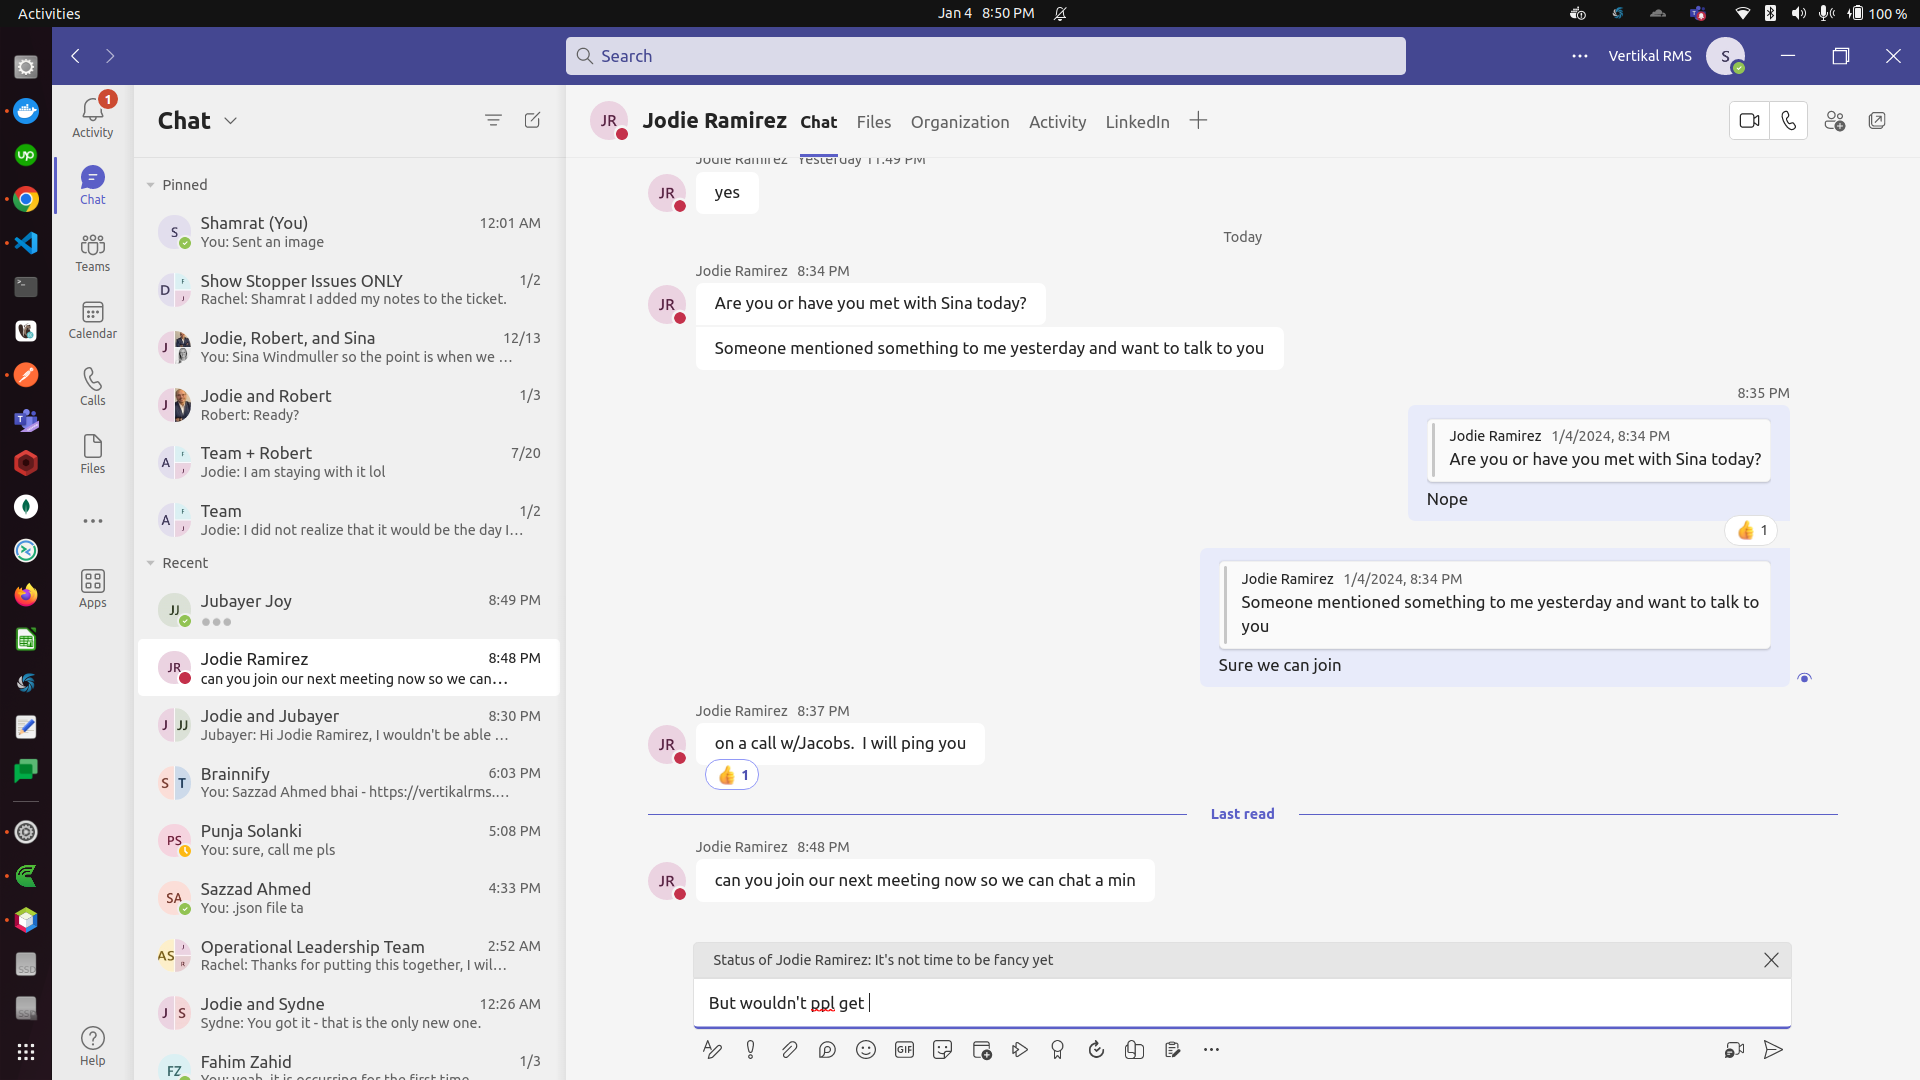 Activities
Jan 4 8:50 PM
100 %
Search
Vertikal RMS
S
1
Activity
Chat
Teams
Calendar
Calls
Files
Apps
Help
Chat
Pinned
S
Shamrat (You)
12:01 AM
You: Sent an image
D
Show Stopper Issues ONLY
1/2
Rachel: Shamrat I added my notes to the ticket.
J
Jodie, Robert, and Sina
12/13
You: Sina Windmuller so the point is when we …
J
Jodie and Robert
1/3
Robert: Ready?
A
Team + Robert
7/20
Jodie: I am staying with it lol
A
Team
1/2
Jodie: I did not realize that it would be the day I…
Recent
JJ
Jubayer Joy
8:49 PM
JR
Jodie Ramirez
8:48 PM
can you join our next meeting now so we can…
J JJ
Jodie and Jubayer
8:30 PM
Jubayer: Hi Jodie Ramirez, I wouldn't be able …
S T
Brainnify
6:03 PM
You: Sazzad Ahmed bhai - https://vertikalrms.…
PS
Punja Solanki
5:08 PM
You: sure, call me pls
SA
Sazzad Ahmed
4:33 PM
You: .json file ta
AS
Operational Leadership Team
2:52 AM
Rachel: Thanks for putting this together, I wil…
J S
Jodie and Sydne
12:26 AM
Sydne: You got it - that is the only new one.
FZ
Fahim Zahid
1/3
You: yeah, it is occurring for the first time
JR
Jodie Ramirez
Chat
Files
Organization
Activity
LinkedIn
Jodie Ramirez Yesterday 11:49 PM
JR
yes
Today
Jodie Ramirez 8:34 PM
JR
Are you or have you met with Sina today?
Someone mentioned something to me yesterday and want to talk to you
8:35 PM
Jodie Ramirez 1/4/2024, 8:34 PM
Are you or have you met with Sina today?
Nope
1
Jodie Ramirez 1/4/2024, 8:34 PM
Someone mentioned something to me yesterday and want to talk to
you
Sure we can join
Jodie Ramirez 8:37 PM
JR
on a call w/Jacobs. I will ping you
1
Last read
Jodie Ramirez 8:48 PM
JR
can you join our next meeting now so we can chat a min
Status of Jodie Ramirez: It's not time to be fancy yet
But wouldn't ppl get
GIF